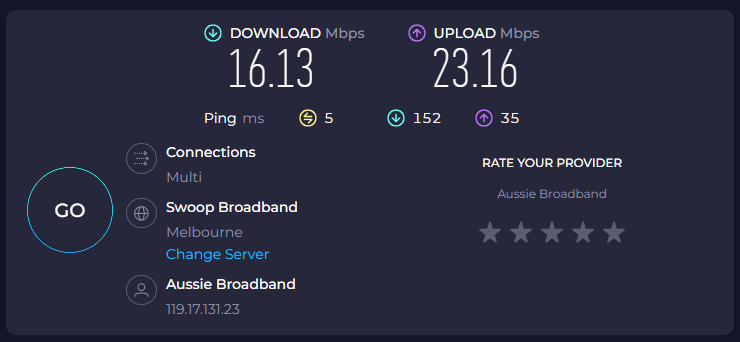 DOWNLOAD Mbps UPLOAD Mbps
16.13 23.16
Ping ms 5 152 35
Connections
Multi
RATE YOUR PROVIDER
Aussie Broadband
GO
Swoop Broadband
Melbourne
Change Server
Aussie Broadband
119.17.131.23